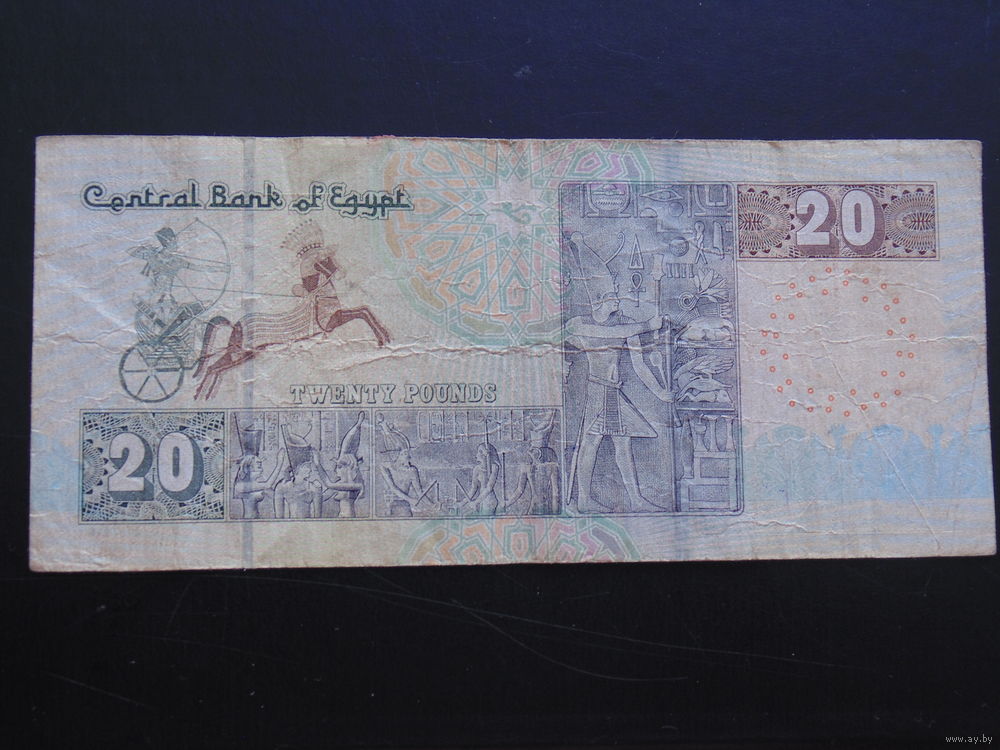 Central Bank of Egypt
20
TWENTY POUNDS
20
www.ay.by